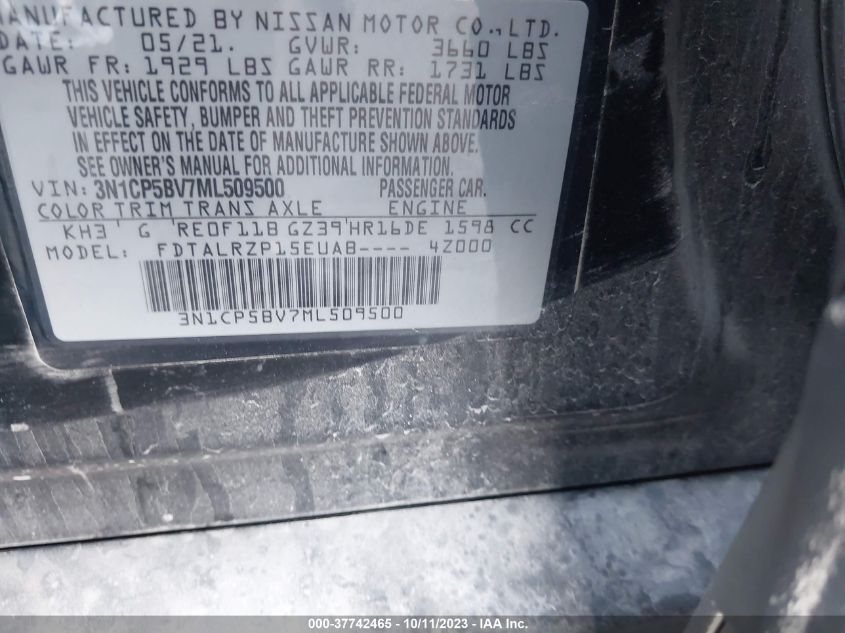 MANUFACTURED BY NISSAN MOTOR CO., LTD.
DATE: 05/21. GVWR: 3660 LBS
GAWR FR: 1929 LBS GAWR RR: 1731 LBS
THIS VEHICLE CONFORMS TO ALL APPLICABLE FEDERAL MOTOR
VEHICLE SAFETY, BUMPER AND THEFT PREVENTION STANDARDS
IN EFFECT ON THE DATE OF MANUFACTURE SHOWN ABOVE.
SEE OWNER'S MANUAL FOR ADDITIONAL INFORMATION.
VIN: 3N1CP5BV7ML509500 PASSENGER CAR.
COLOR TRIM TRANS AXLE ENGINE
KH3 G RE0F11B GZ39 HR16DE 1598 CC
MODEL: FDTALRZP15EUAB---- 4Z000
3N1CP5BV7ML509500
000-37742465 - 10/11/2023 - IAA Inc.